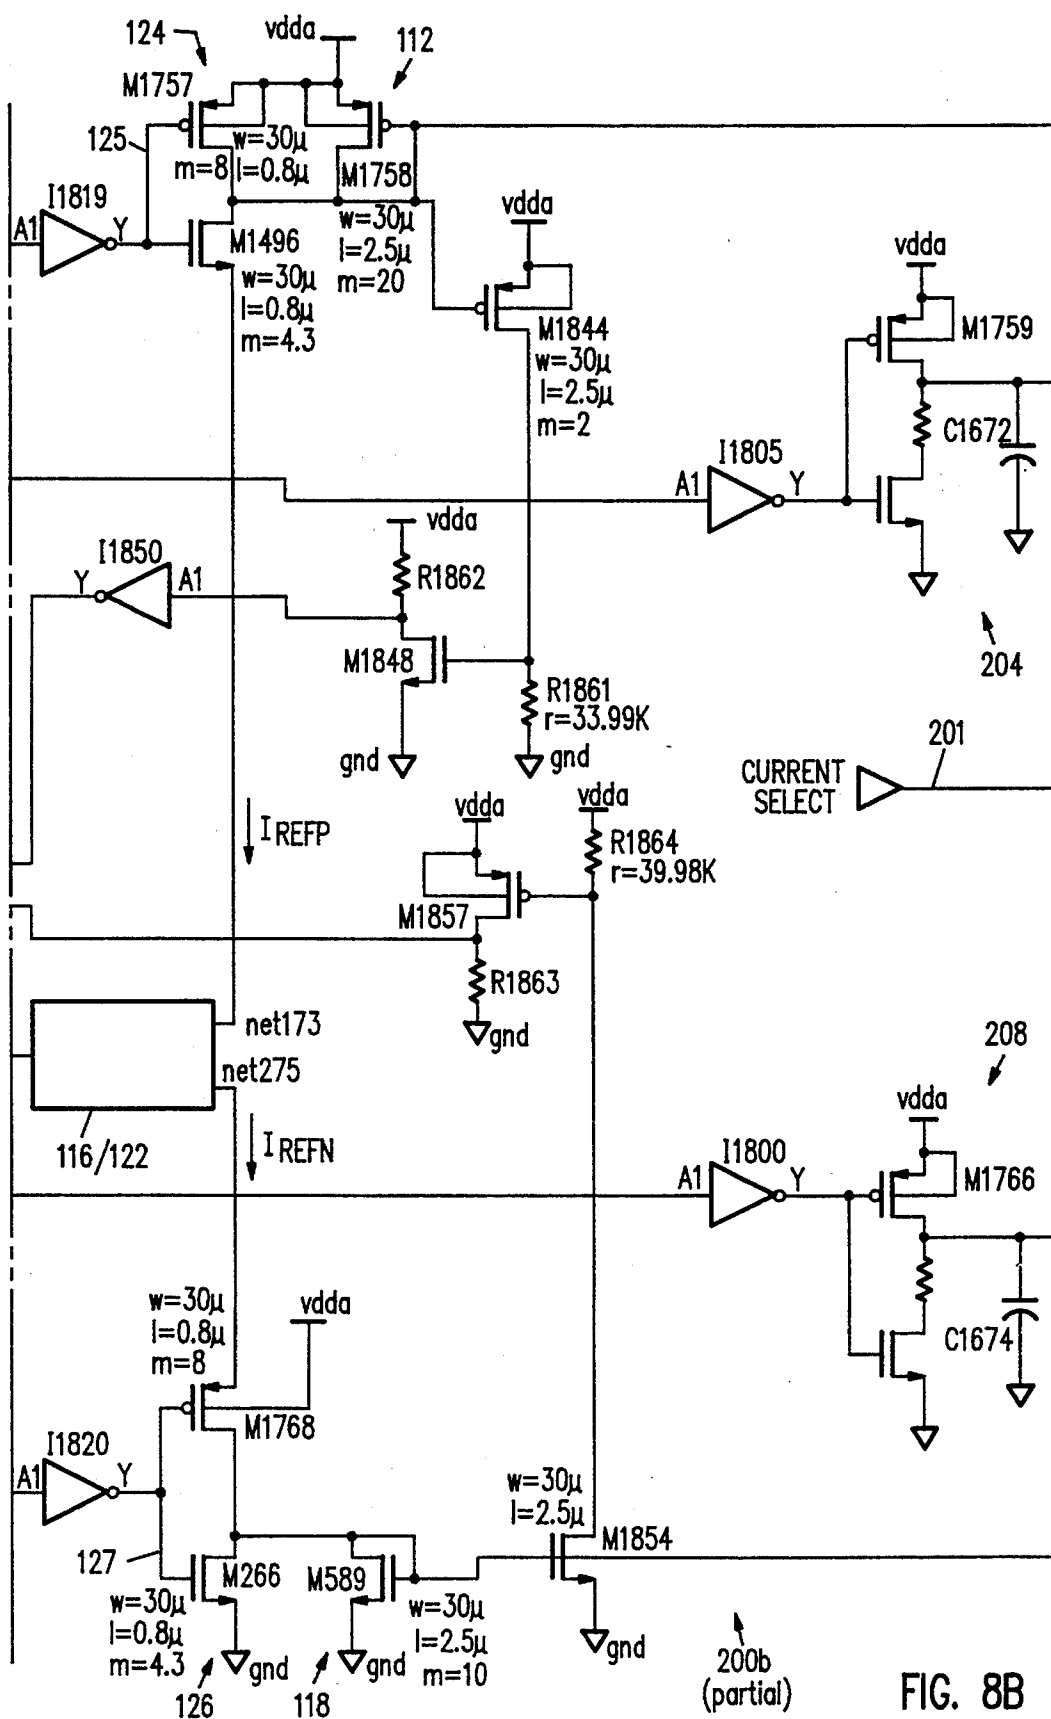 124
vdda
112
M1757
125
w=30µ
m=8 l=0.8µ
M1758
I1819
A1
Y
M1496
w=30µ
l=2.5µ
m=20
w=30µ
l=0.8µ
m=4.3
vdda
M1844
w=30µ
l=2.5µ
m=2
vdda
M1759
C1672
I1805
A1
Y
204
vdda
R1862
I1850
Y
A1
M1848
R1861
r=33.99K
gnd
gnd
201
CURRENT
SELECT
IREFP
vdda
vdda
R1864
r=39.98K
M1857
R1863
gnd
net173
net275
116/122
IREFN
208
vdda
I1800
A1
Y
M1766
C1674
w=30µ
l=0.8µ
m=8
vdda
M1768
I1820
A1
Y
127
M266
M589
w=30µ
l=0.8µ
m=4.3
w=30µ
l=2.5µ
m=10
w=30µ
l=2.5µ
M1854
gnd
gnd
gnd
126
118
200b
(partial)
FIG. 8B